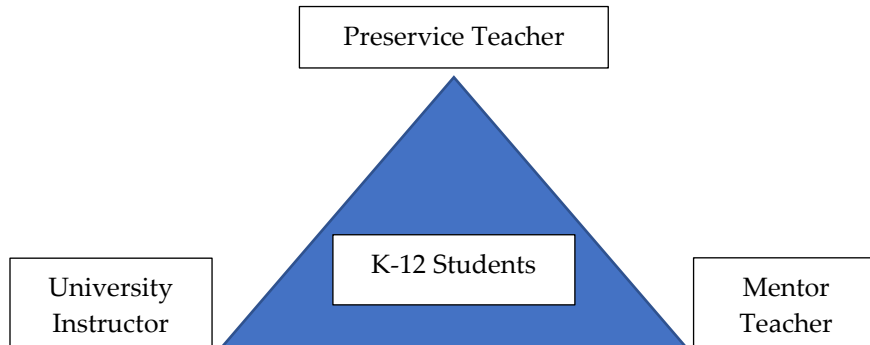 Preservice Teacher
K-12 Students
University
Instructor
Mentor
Teacher